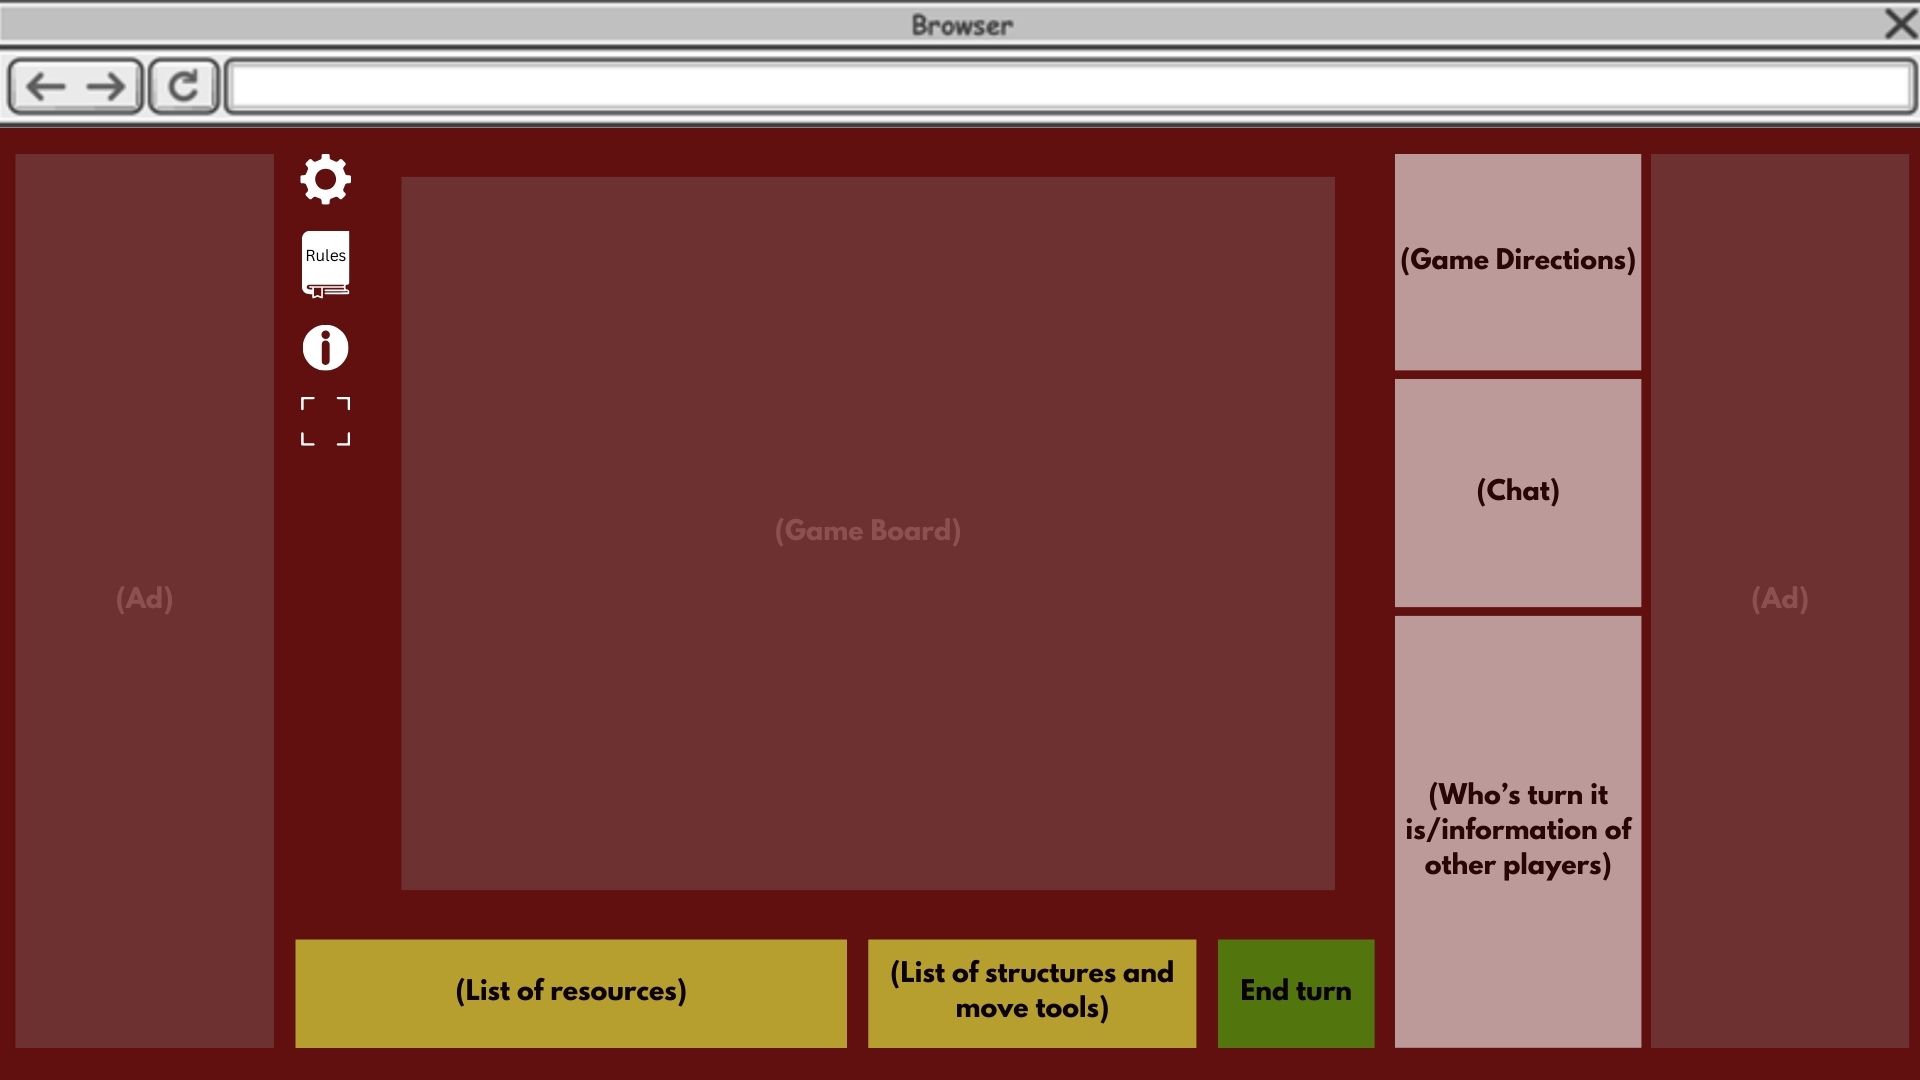 Browser
Rules
(Game Directions)
(Game Board)
(Chat)
(Ad)
(Ad)
(Who’s turn it
is/information of
other players)
(List of resources)
(List of structures and
move tools)
End turn